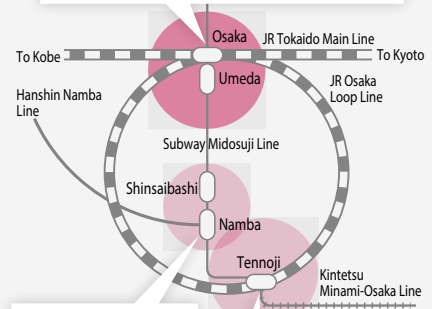 Osaka
JR Tokaido Main Line
To Kobe
To Kyoto
Umeda
JR Osaka
Loop Line
Hanshin Namba
Line
Subway Midosuji Line
Shinsaibashi
Namba
Tennoji
Kintetsu
Minami-Osaka Line